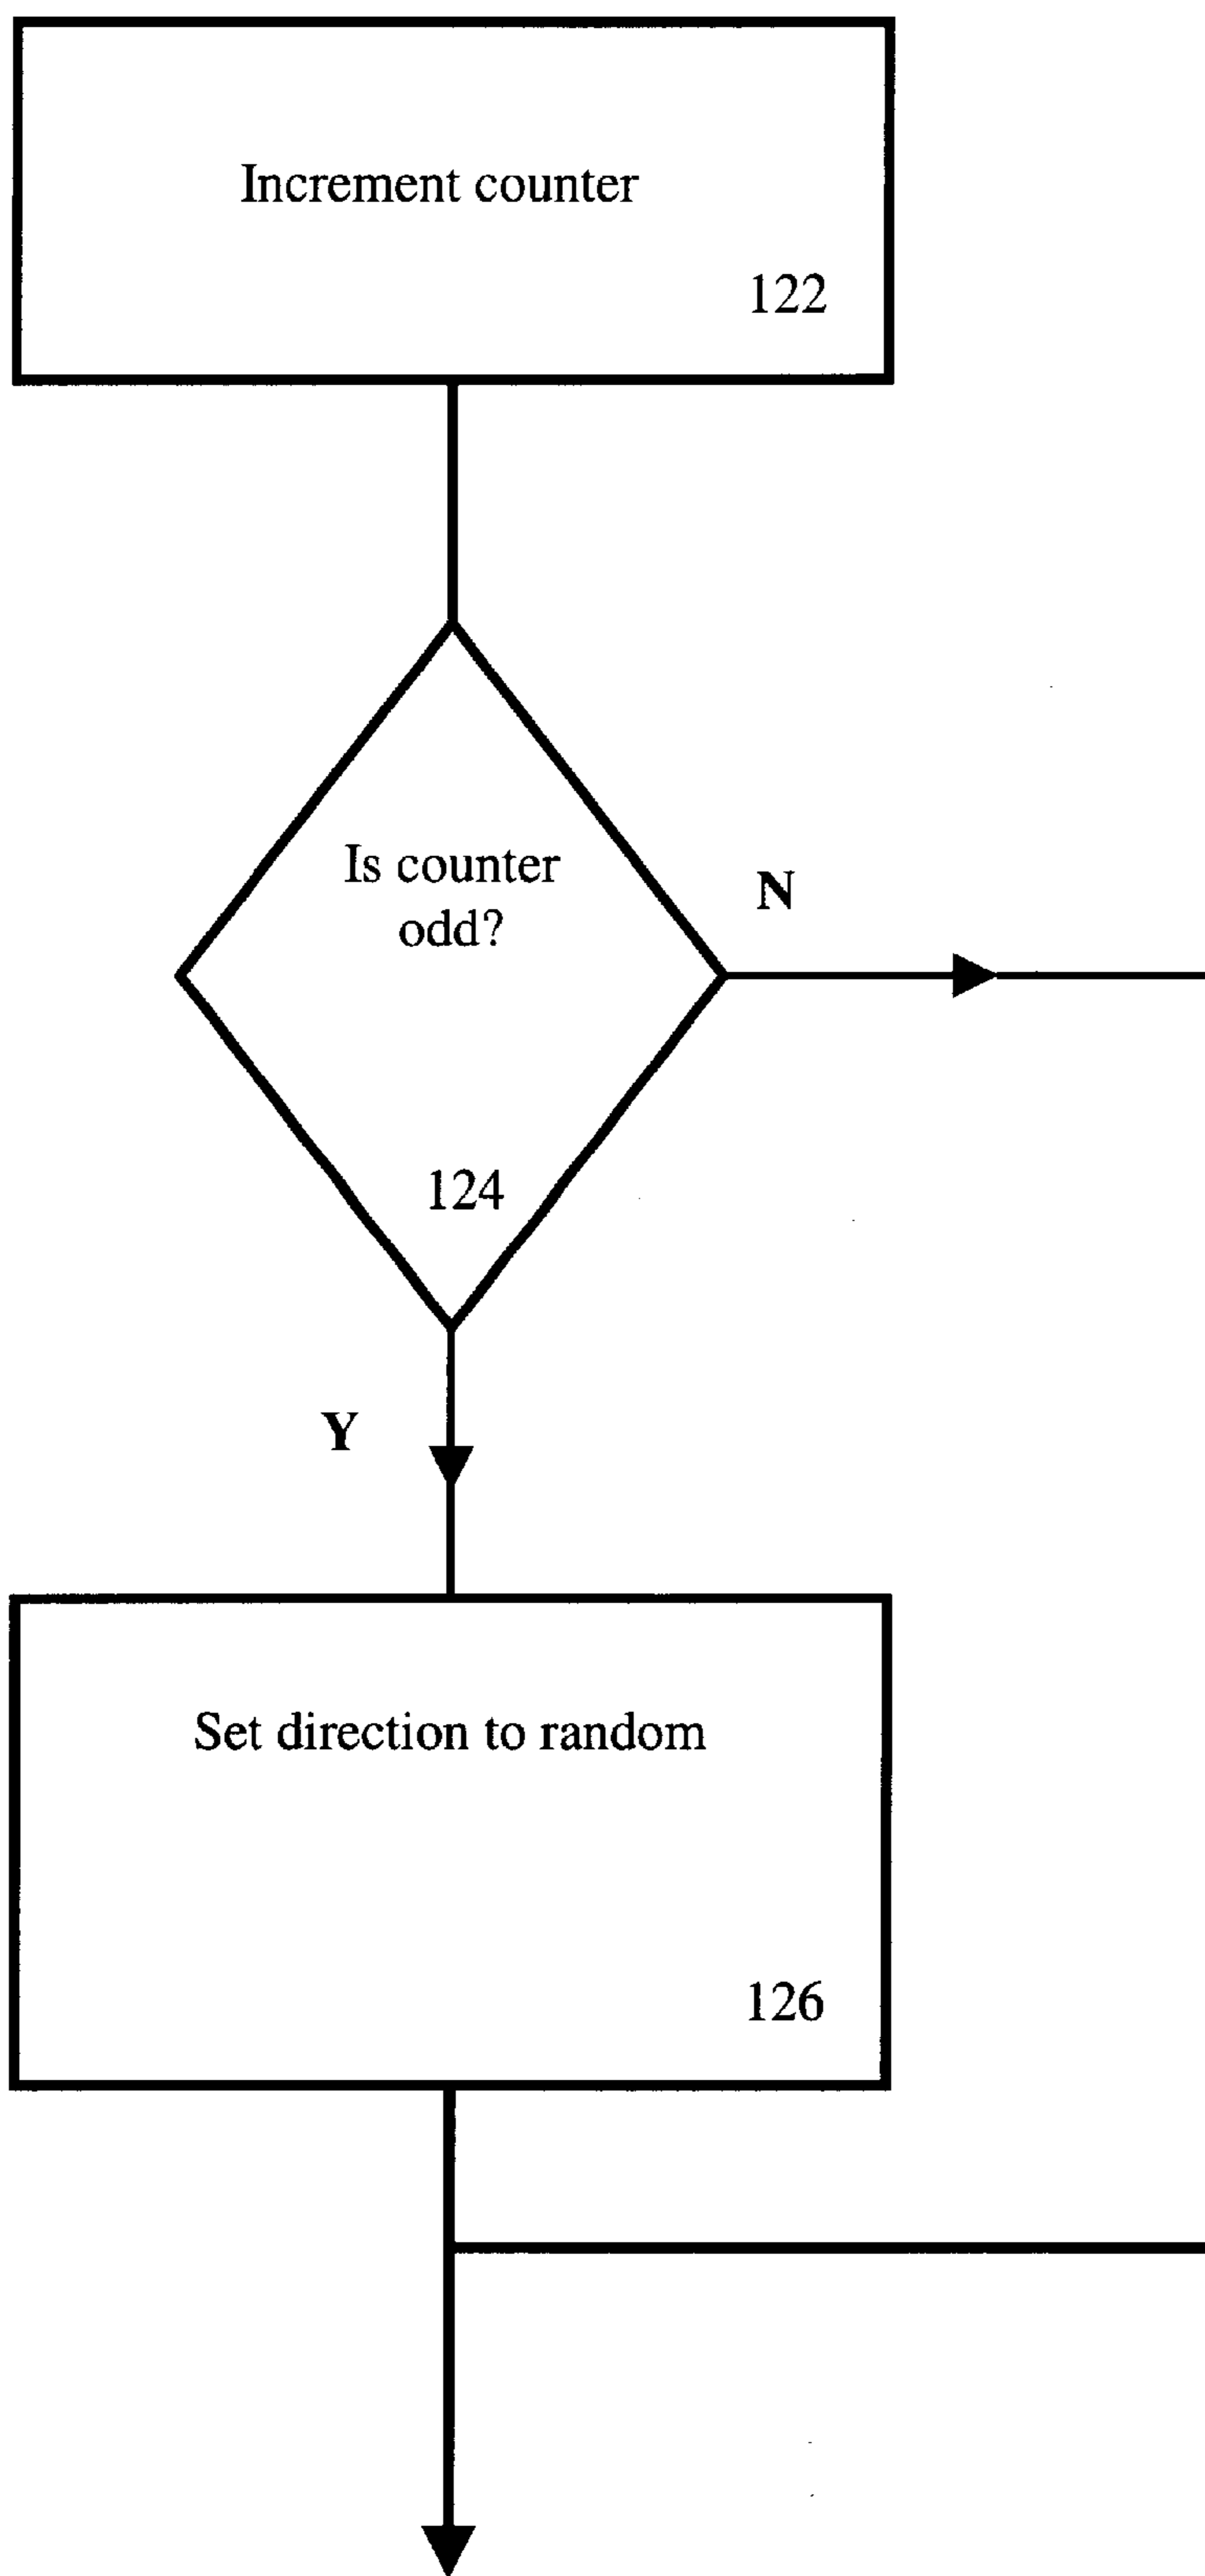 Increment counter
122
Is counter
odd?
N
124
Y
Set direction to random
126